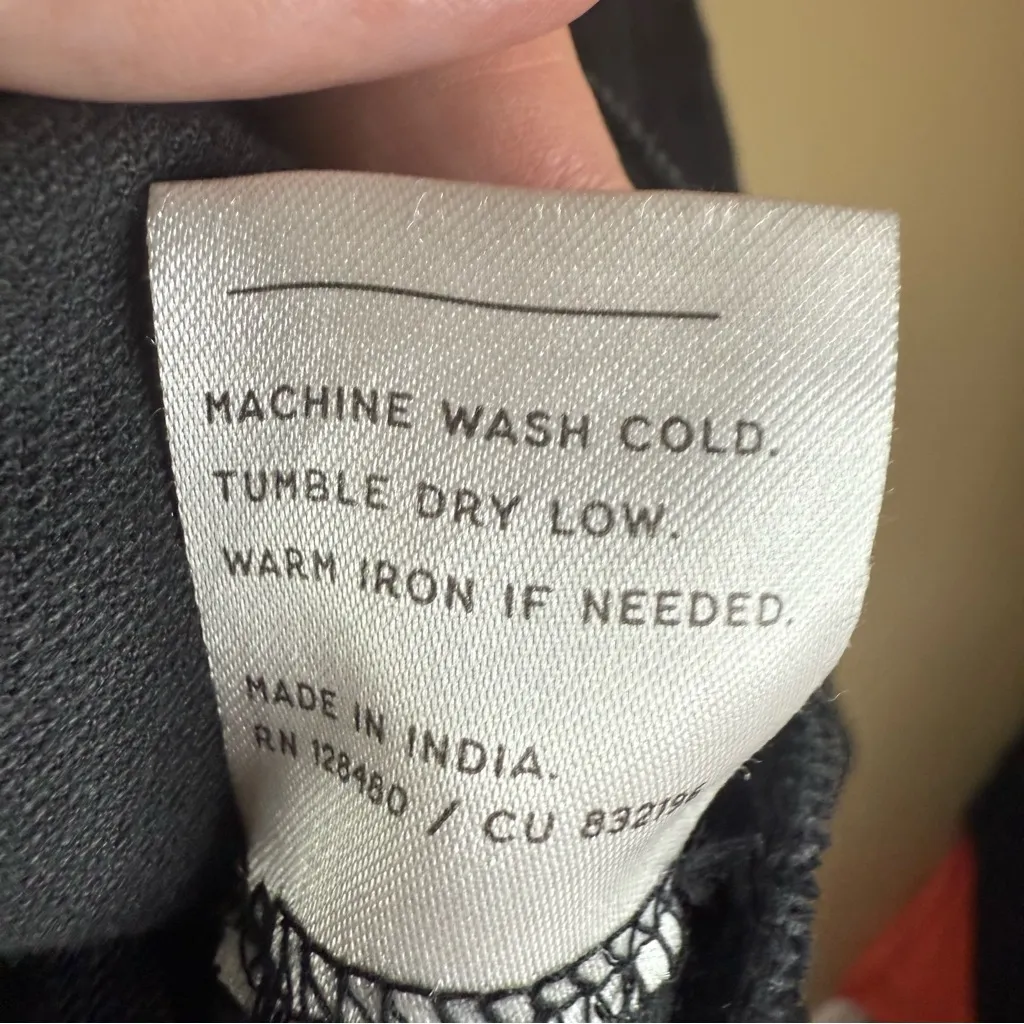 MACHINE WASH COLD.
TUMBLE DRY LOW.
WARM IRON IF NEEDED.
MADE IN INDIA.
RN 128480 / CU